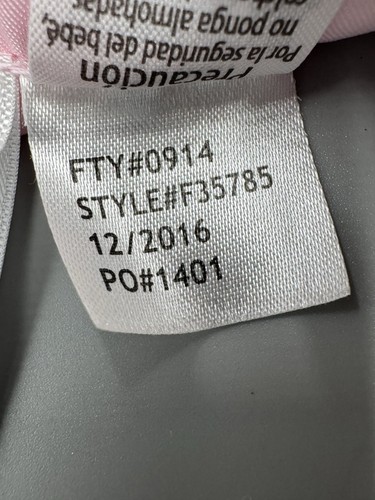 Precaución
Por la seguridad del bebé,
no ponga almohadas
FTY#0914
STYLE#F35785
12/2016
PO#1401